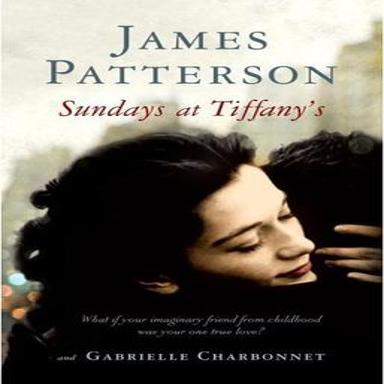 JAMES
PATTERSON
Sundays at Tiffany's
What if your imaginary friend from childhood
was your one true love?
and GABRIELLE CHARBONNET